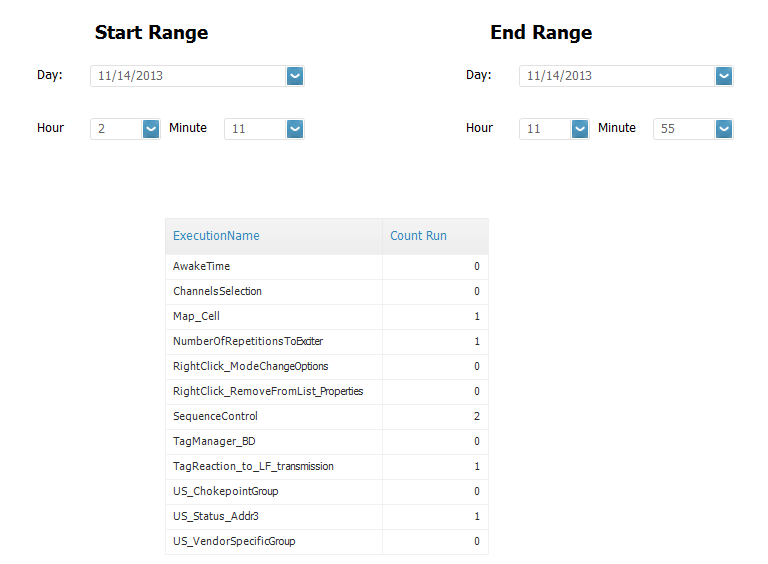 Start Range End Range
Day: 11/14/2013 Day: 11/14/2013
Hour 2 Minute 11 Hour 11 Minute 55
ExecutionName Count Run
AwakeTime 0
ChannelsSelection 0
Map_Cell 1
NumberOfRepetitionsToExciter 1
RightClick_ModeChangeOptions 0
RightClick_RemoveFromList_Properties 0
SequenceControl 2
TagManager_BD 0
TagReaction_to_LF_transmission 1
US_ChokepointGroup 0
US_Status_Addr3 1
US_VendorSpecificGroup 0